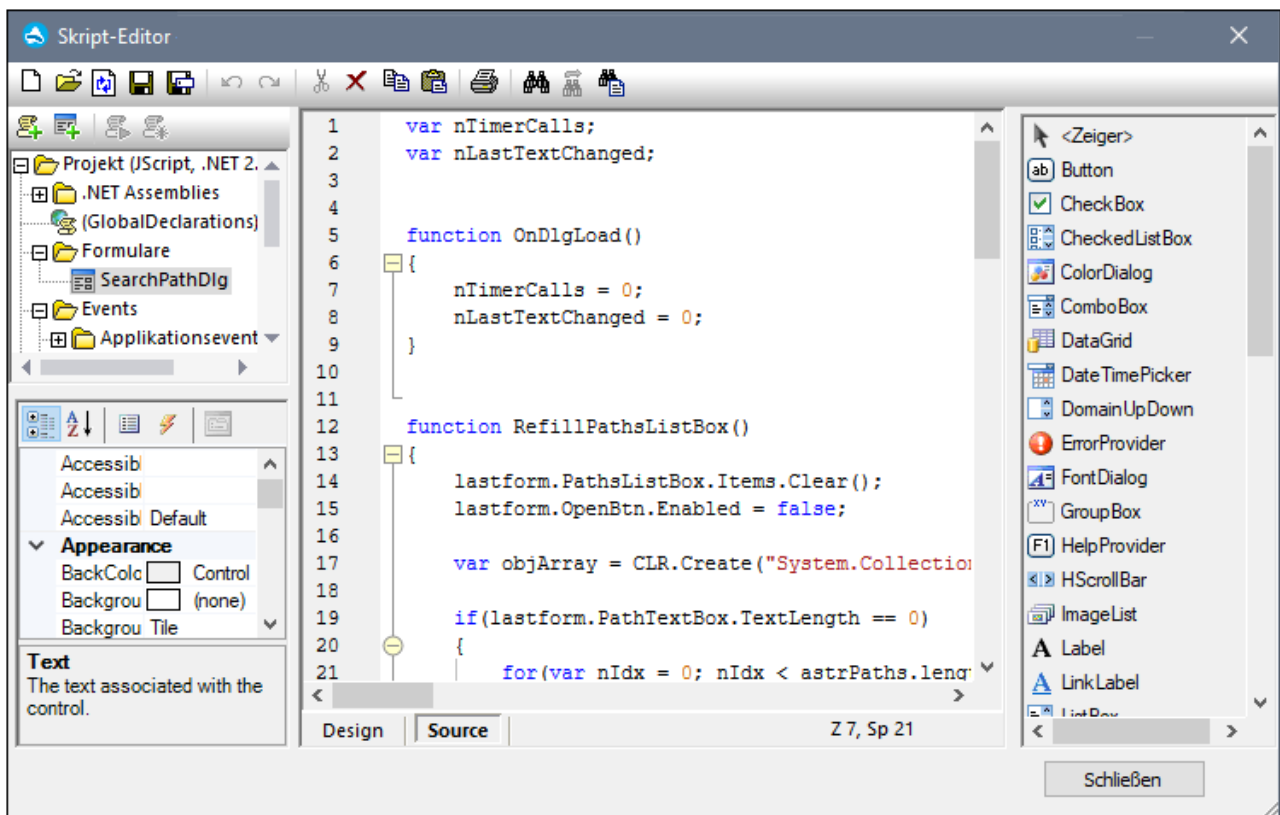 Skript-Editor
Projekt (JScript, .NET 2.
.NET Assemblies
(GlobalDeclarations)
Formulare
SearchPathDlg
Events
Applikationsevent
Accessibl
Accessibl
Accessibl Default
Appearance
BackColo Control
Backgrou (none)
Backgrou Tile
Text
The text associated with the
control.
1 var nTimerCalls;
2 var nLastTextChanged;
3
4
5 function OnDlgLoad()
6 {
7 nTimerCalls = 0;
8 nLastTextChanged = 0;
9 }
10
11
12 function RefillPathsListBox()
13 {
14 lastform.PathsListBox.Items.Clear();
15 lastform.OpenBtn.Enabled = false;
16
17 var objArray = CLR.Create("System.Collection
18
19 if(lastform.PathTextBox.TextLength == 0)
20 {
21 for(var nIdx = 0; nIdx < astrPaths.leng
Design Source Z 7, Sp 21
<Zeiger>
Button
CheckBox
CheckedListBox
ColorDialog
ComboBox
DataGrid
DateTimePicker
DomainUpDown
ErrorProvider
FontDialog
GroupBox
HelpProvider
HScrollBar
ImageList
Label
LinkLabel
ListBox
Schließen